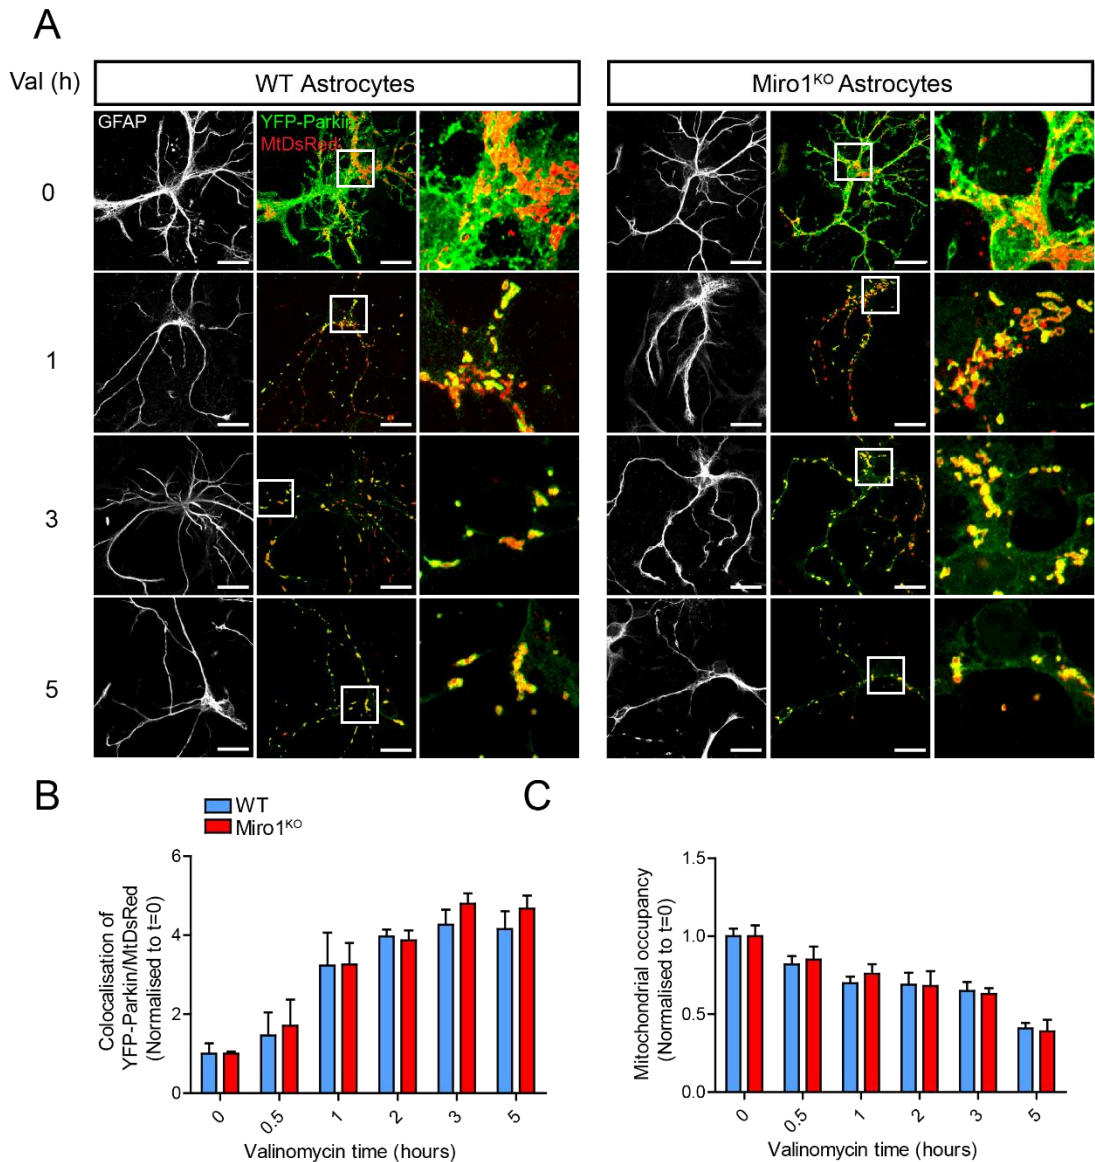 A
Val (h)
WT Astrocytes
Miro1KO Astrocytes
GFAP
YFP-Parkin
MtDsRed
0
1
3
5
B
WT
Miro1KO
Colocalisation of
YFP-Parkin/MtDsRed
(Normalised to t=0)
6
4
2
0
0
0.5
1
2
3
5
Valinomycin time (hours)
C
Mitochondrial occupancy
(Normalised to t=0)
1.5
1.0
0.5
0.0
0
0.5
1
2
3
5
Valinomycin time (hours)